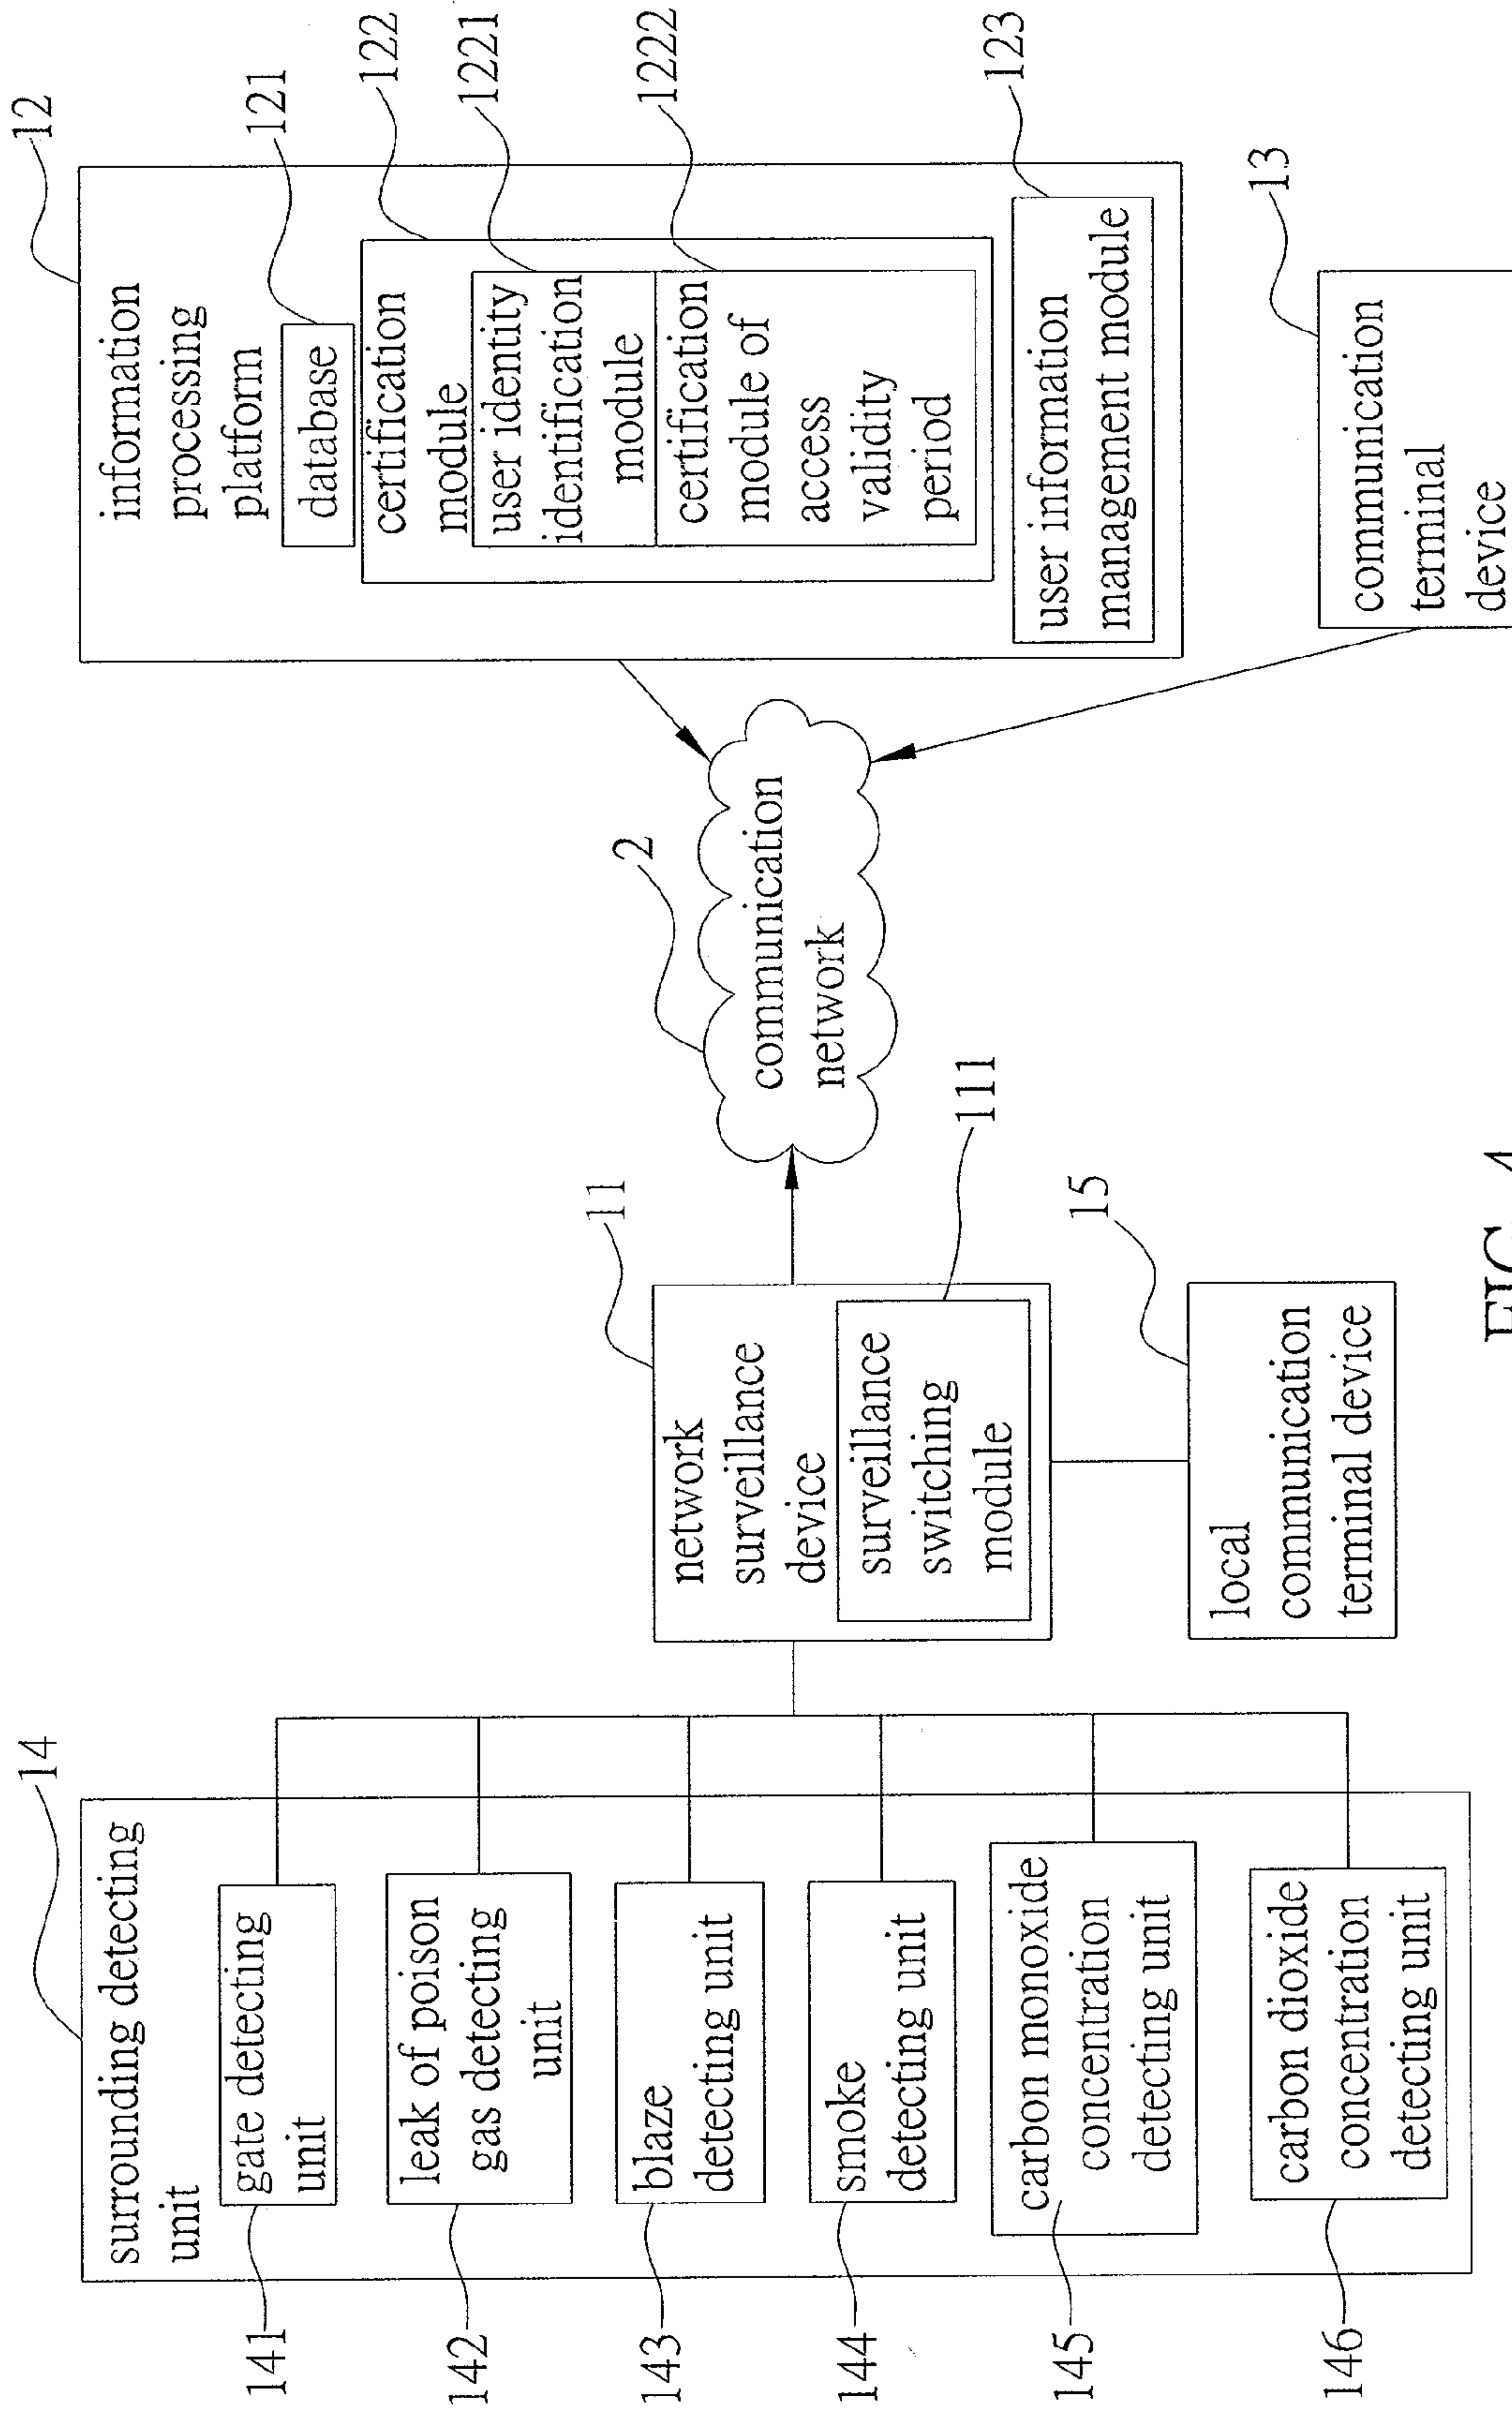 14
surrounding detecting
unit
141
gate detecting
unit
142
leak of poison
gas detecting
unit
143
blaze
detecting unit
144
smoke
detecting unit
145
carbon monoxide
concentration
detecting unit
146
carbon dioxide
concentration
detecting unit
11
network
surveillance
device
surveillance
switching
module
111
15
local
communication
terminal device
2
communication
network
12
information
processing
platform
121
database
122
certification
module
1221
user identity
identification
module
1222
certification
module of
access
validity
period
123
user information
management module
13
communication
terminal
device
FIG. 4